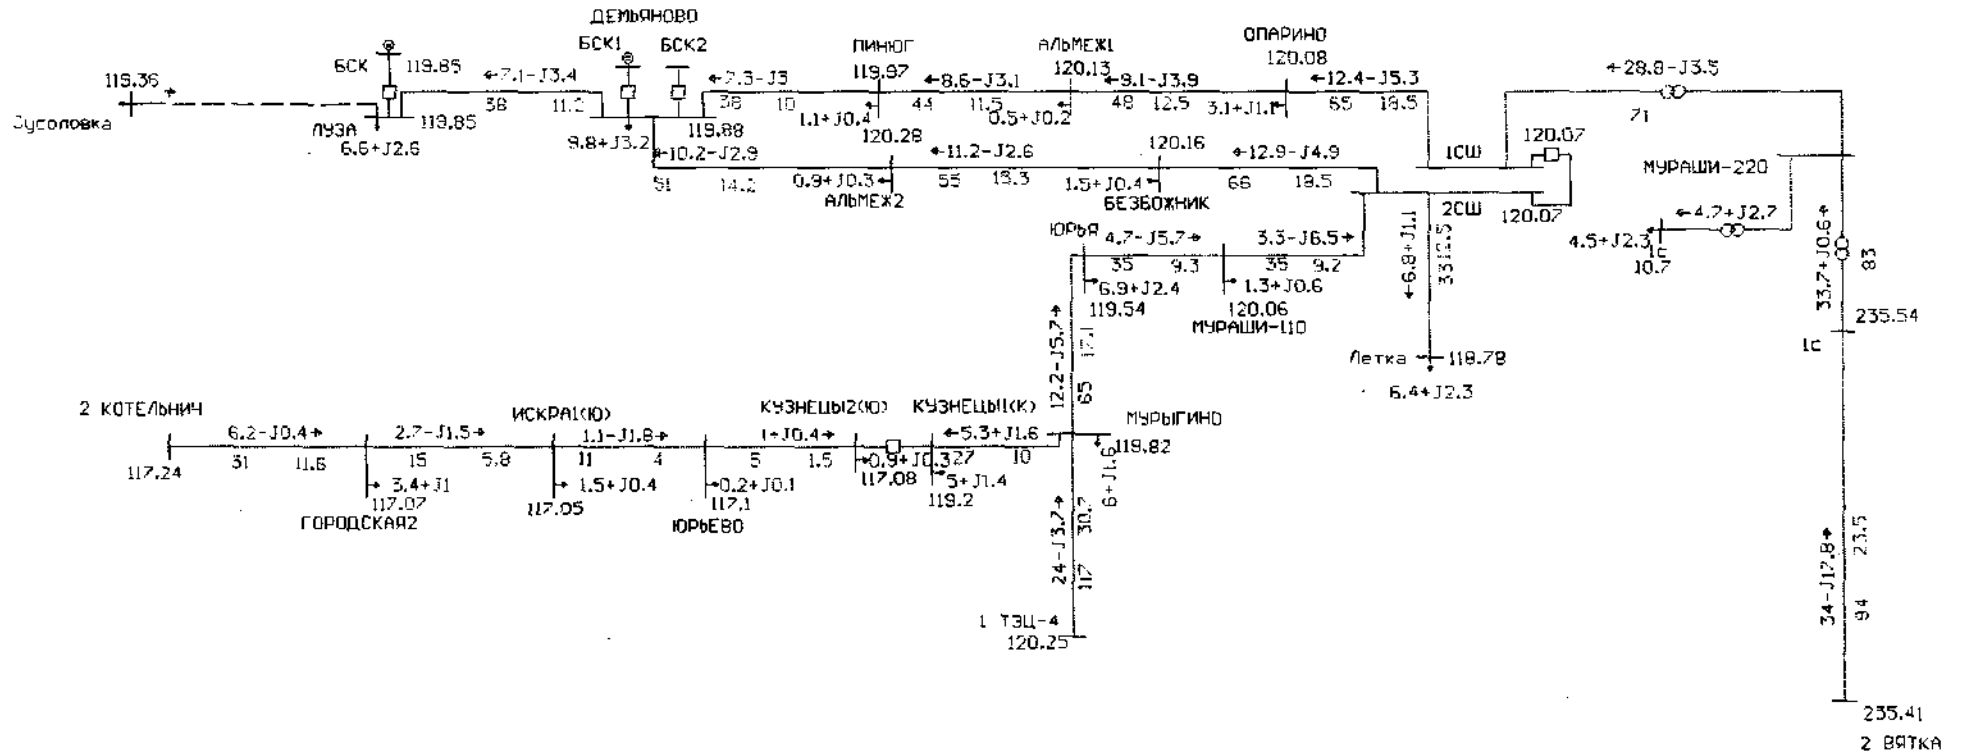 ДЕМЬЯНОВО
БСК
119.85
БСК1
БСК2
ПИНЮГ
119.97
АЛЬМЕЖ1
120.13
ОПАРИНО
120.08
119.36
←7.1-J3.4
38
←7.3-J3
38
10
←8.6-J3.1
44
11.5
←9.1-J3.9
48
12.5
←12.4-J5.3
65
18.5
←28.8-J3.5
71
ЛУЗА
119.85
6.6+J2.6
9.8+J3.2
119.88
1.1+J0.4
0.5+J0.2
3.1+J1.1
120.28
120.16
←10.2-J2.9
51
14.2
←11.2-J2.6
55
←12.9-J4.9
66
18.5
1СШ
120.07
0.9+J0.3
АЛЬМЕЖ2
1.5+J0.4
БЕЗБОЖНИК
2СШ
120.07
МУРАШИ-220
←4.7+J2.7
4.5+J2.3
1С
10.7
ЮРЬЯ
4.7-J5.7→
35
9.3
3.3-J6.5→
35
9.2
←6.8+J1.1
33.7+J0.6→
83
6.9+J2.4
119.54
1.3+J0.6
120.06
МУРАШИ-110
235.54
1С
Летка
118.78
6.4+J2.3
12.2-J5.7→
65
17.1
2 КОТЕЛЬНИЧ
117.24
6.2-J0.4→
31
11.6
2.7-J1.5→
15
5.8
ИСКРА1(Ю)
1.1-J1.8→
11
4
КУЗНЕЦЫ2(Ю)
1+J0.4→
5
1.5
КУЗНЕЦЫ1(К)
←5.3+J1.6
27
10
МУРЫГИНО
119.82
6+J1.6
3.4+J1
117.07
ГОРОДСКАЯ2
1.5+J0.4
117.05
0.2+J0.1
117.1
ЮРЬЕВО
0.9+J0.3
117.08
5+J1.4
119.2
24-J3.7→
117
30.7
1 ТЭЦ-4
120.25
34-J17.8→
94
23.5
235.41
2 ВЯТКА